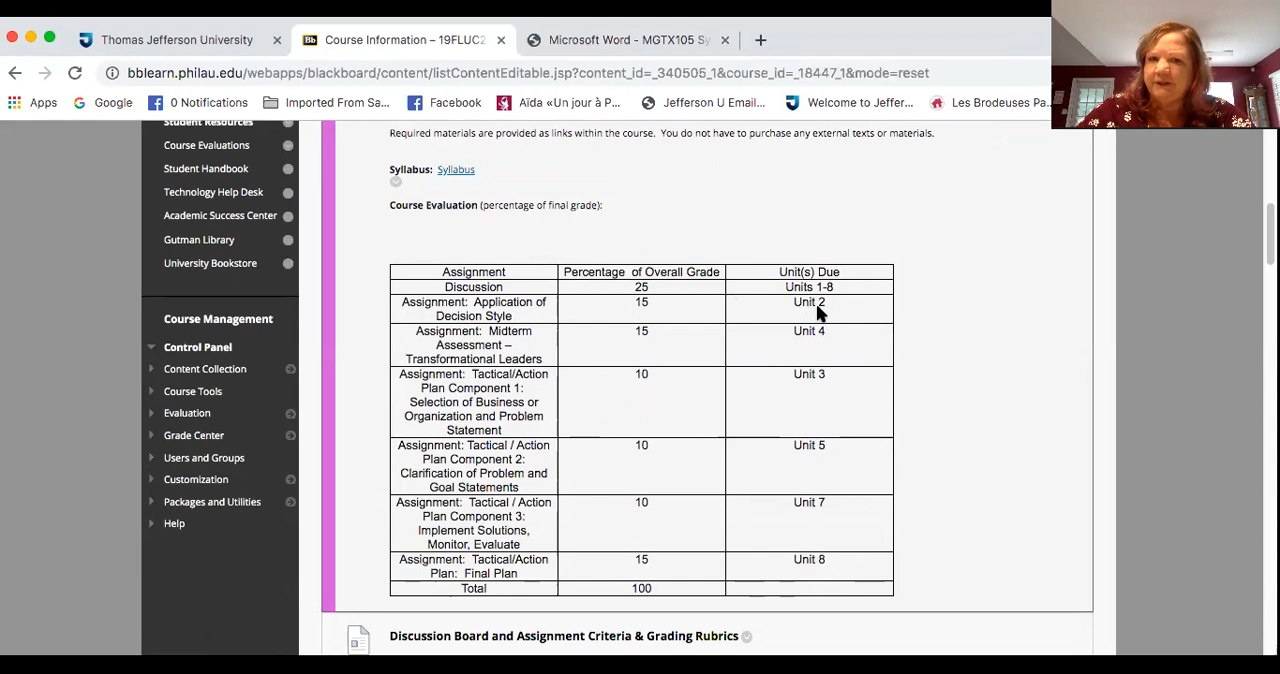 Thomas Jefferson University
Bb
Course Information – 19FLUC2
Microsoft Word - MGTX105 Sy
bblearn.philau.edu/webapps/blackboard/content/listContentEditable.jsp?content_id=_340505_1&course_id=_18447_1&mode=reset
Apps
Google
0 Notifications
Imported From Sa...
Facebook
Aïda «Un jour à P...
Jefferson U Email...
Welcome to Jeffer...
Les Brodeuses Pa...
Student Resources
Course Evaluations
Student Handbook
Technology Help Desk
Academic Success Center
Gutman Library
University Bookstore
Course Management
Control Panel
Content Collection
Course Tools
Evaluation
Grade Center
Users and Groups
Customization
Packages and Utilities
Help
Required materials are provided as links within the course. You do not have to purchase any external texts or materials.
Syllabus: Syllabus
Course Evaluation (percentage of final grade):
Assignment Percentage of Overall Grade Unit(s) Due
Discussion 25 Units 1-8
Assignment: Application of 15 Unit 2
Decision Style
Assignment: Midterm 15 Unit 4
Assessment –
Transformational Leaders
Assignment: Tactical/Action 10 Unit 3
Plan Component 1:
Selection of Business or
Organization and Problem
Statement
Assignment: Tactical / Action 10 Unit 5
Plan Component 2:
Clarification of Problem and
Goal Statements
Assignment: Tactical / Action 10 Unit 7
Plan Component 3:
Implement Solutions,
Monitor, Evaluate
Assignment: Tactical/Action 15 Unit 8
Plan: Final Plan
Total 100
Discussion Board and Assignment Criteria & Grading Rubrics